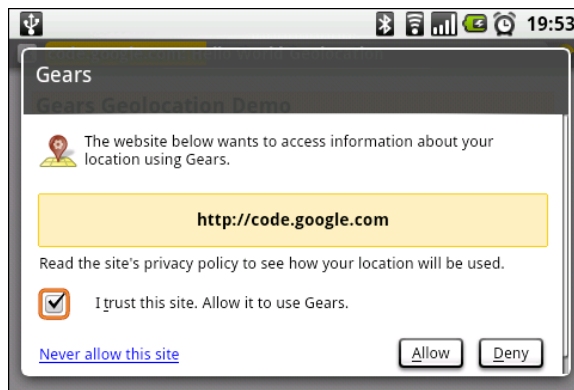 19:53
Gears
Gears Geolocation Demo
The website below wants to access information about your
location using Gears.
http://code.google.com
Read the site's privacy policy to see how your location will be used.
I trust this site. Allow it to use Gears.
Never allow this site
Allow
Deny